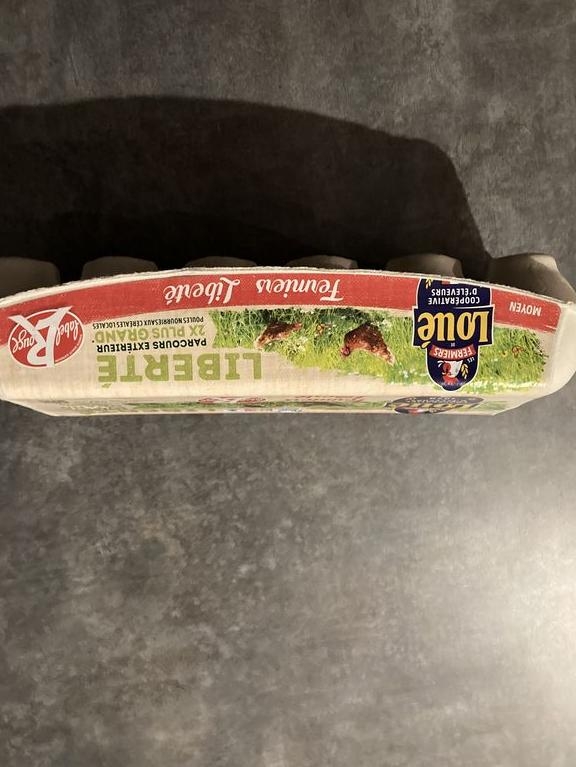 MOYEN
Fermiers Liberté
LES
FERMIERS
DE
Loué
COOPÉRATIVE
D'ÉLEVEURS
LIBERTÉ
PARCOURS EXTÉRIEUR
2X PLUS GRAND*
POULES NOURRIES AUX CÉRÉALES LOCALES
Label Rouge